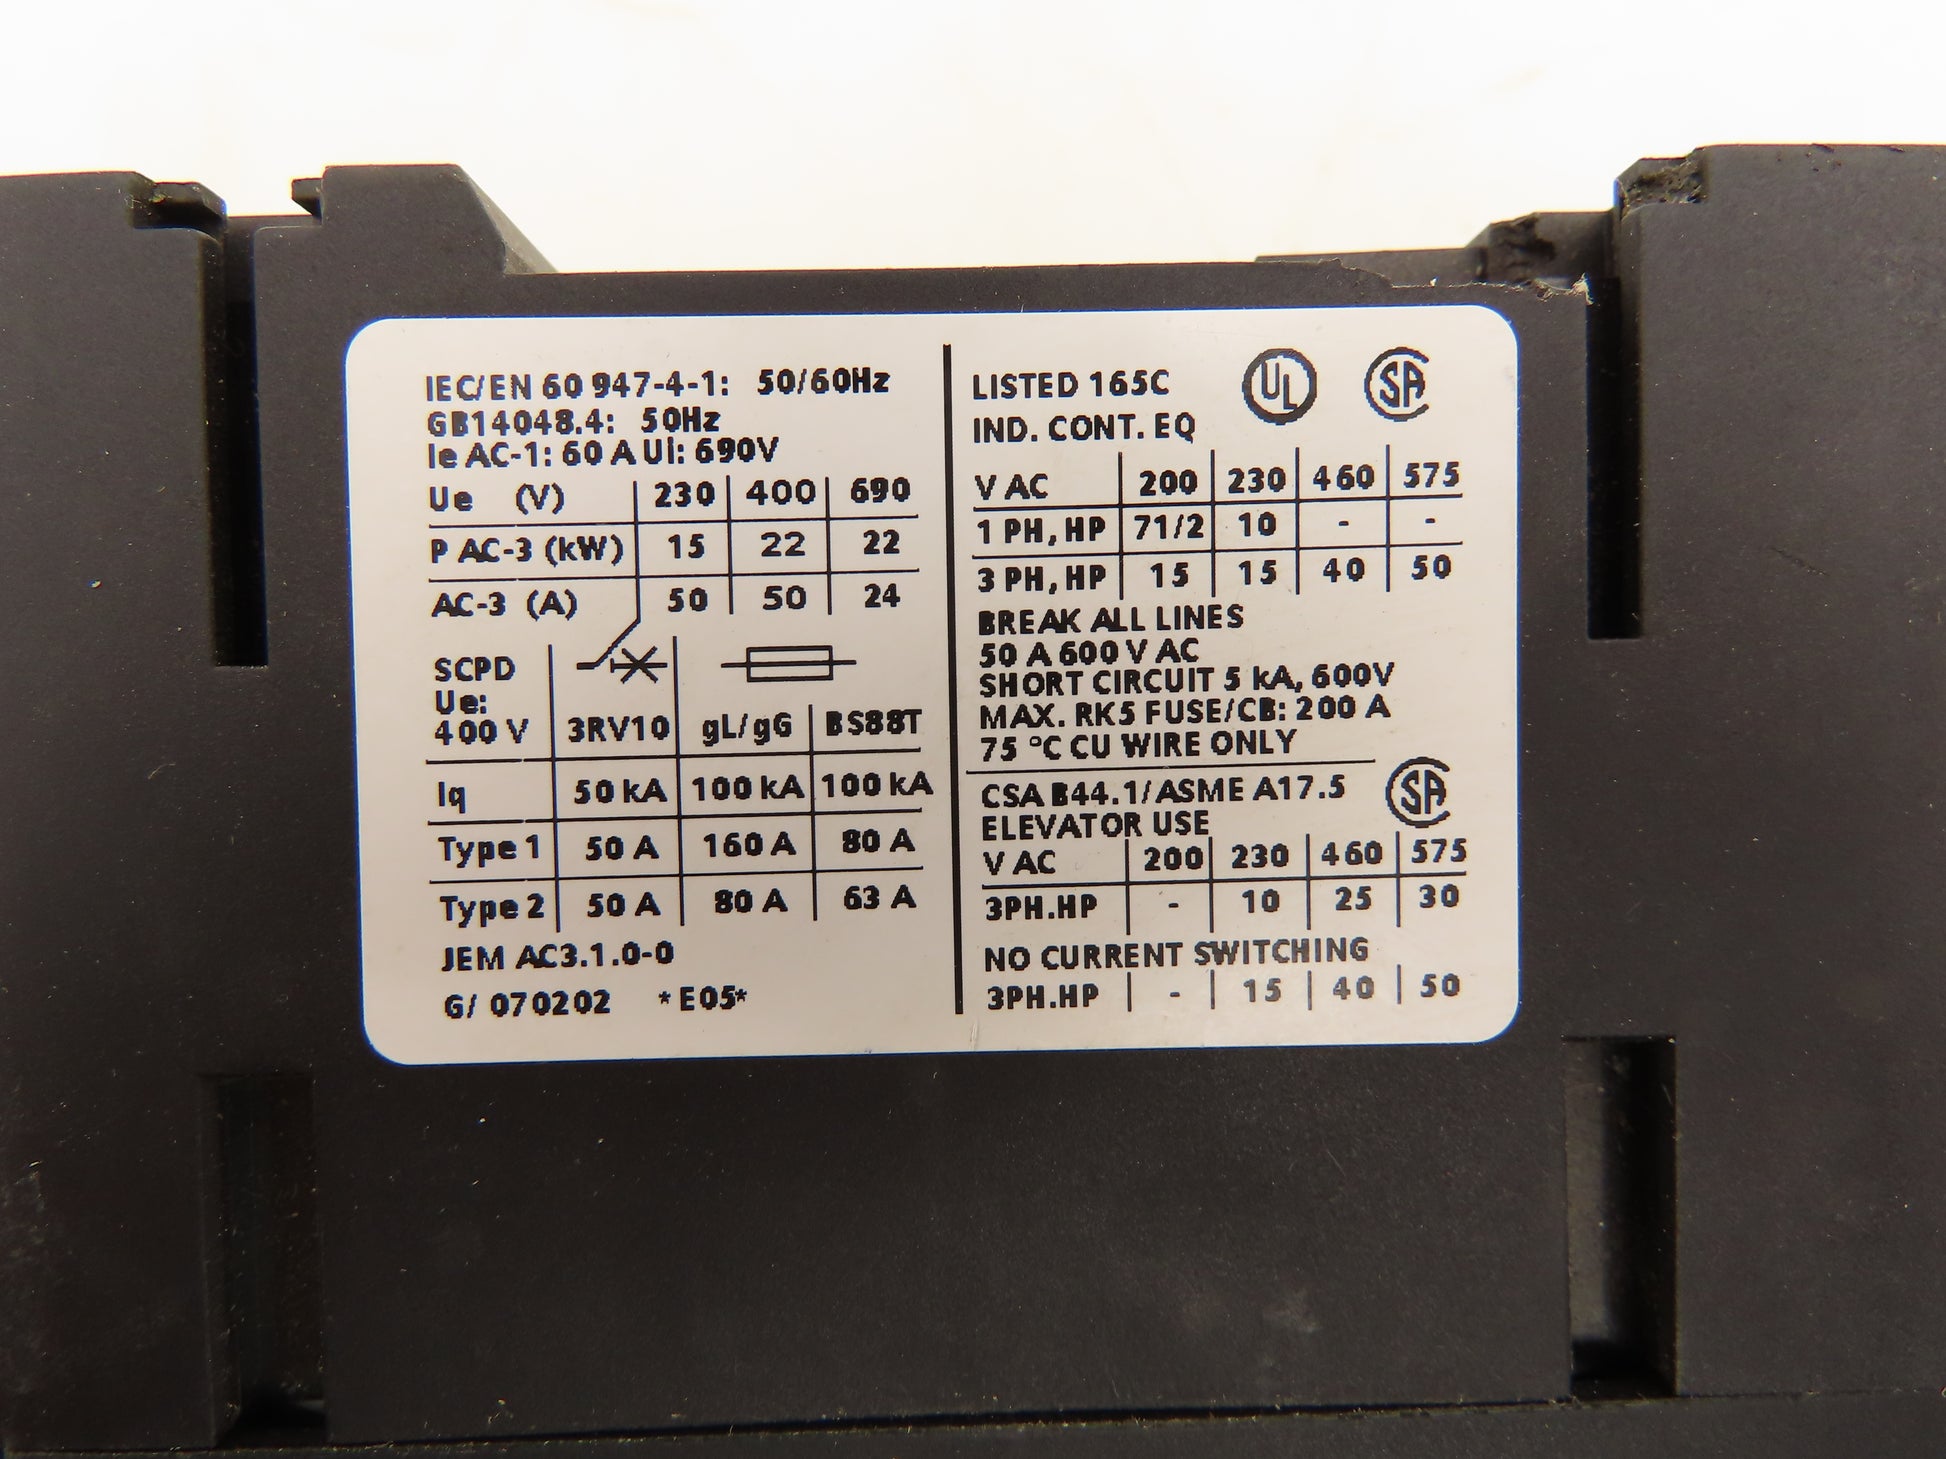 IEC/EN 60 947-4-1: 50/60Hz
GB14048.4: 50Hz
Ie AC-1: 60 A Ui: 690V
Ue (V) 230 400 690
P AC-3 (kW) 15 22 22
AC-3 (A) 50 50 24
SCPD
Ue:
400 V 3RV10 gL/gG BS88T
Iq 50 kA 100 kA 100 kA
Type 1 50 A 160 A 80 A
Type 2 50 A 80 A 63 A
JEM AC3.1.0-0
G/ 070202 *E05*
LISTED 165C UL SA
IND. CONT. EQ
V AC 200 230 460 575
1 PH, HP 71/2 10 - -
3 PH, HP 15 15 40 50
BREAK ALL LINES
50 A 600 V AC
SHORT CIRCUIT 5 kA, 600V
MAX. RK5 FUSE/CB: 200 A
75 °C CU WIRE ONLY
CSA B44.1/ASME A17.5 SA
ELEVATOR USE
V AC 200 230 460 575
3PH.HP - 10 25 30
NO CURRENT SWITCHING
3PH.HP - 15 40 50